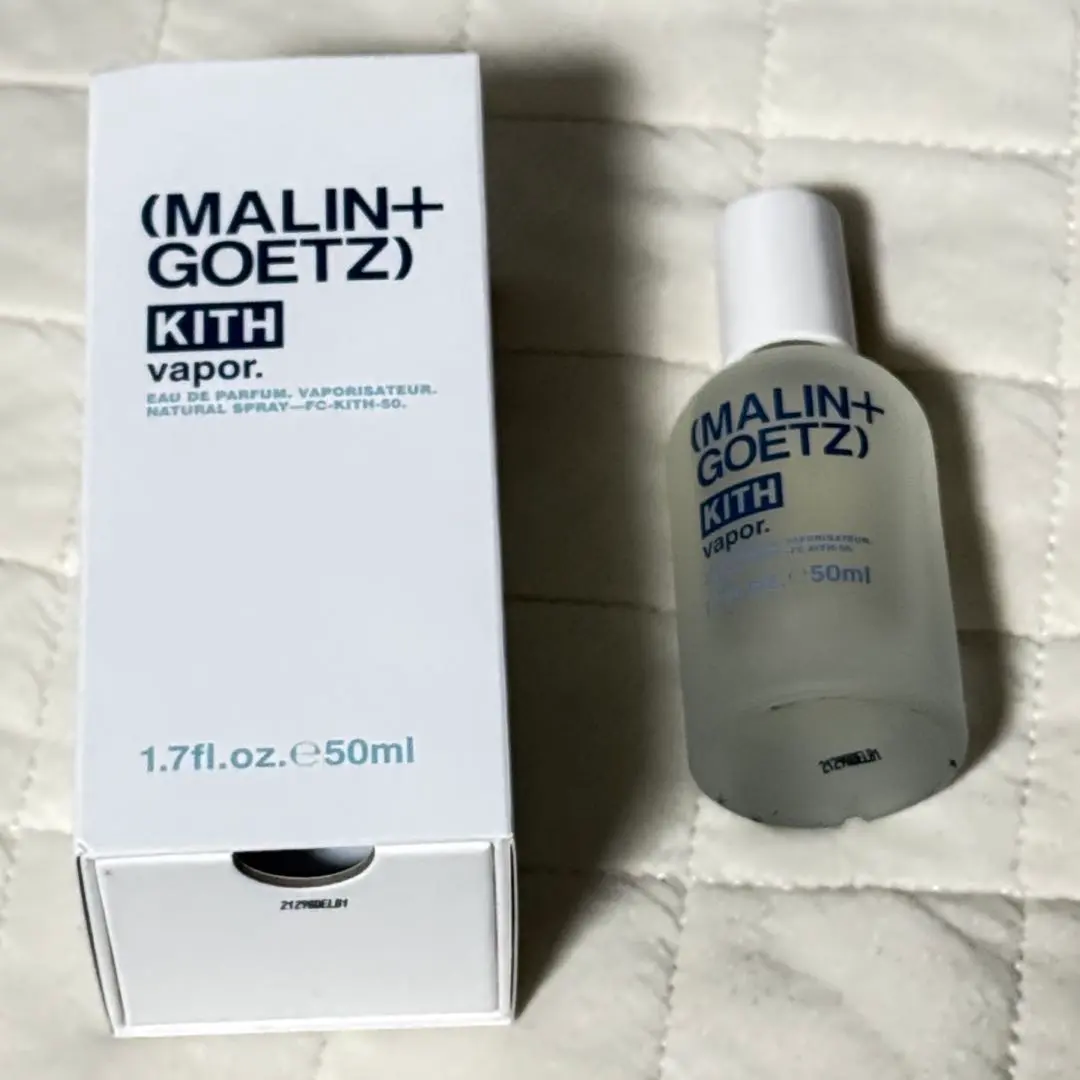 (MALIN+
GOETZ)
KITH
vapor.
EAU DE PARFUM. VAPORISATEUR.
NATURAL SPRAY—FC-KITH-50.
1.7fl.oz.℮50ml
(MALIN+
GOETZ)
KITH
vapor.
VAPORISATEUR.
50ml